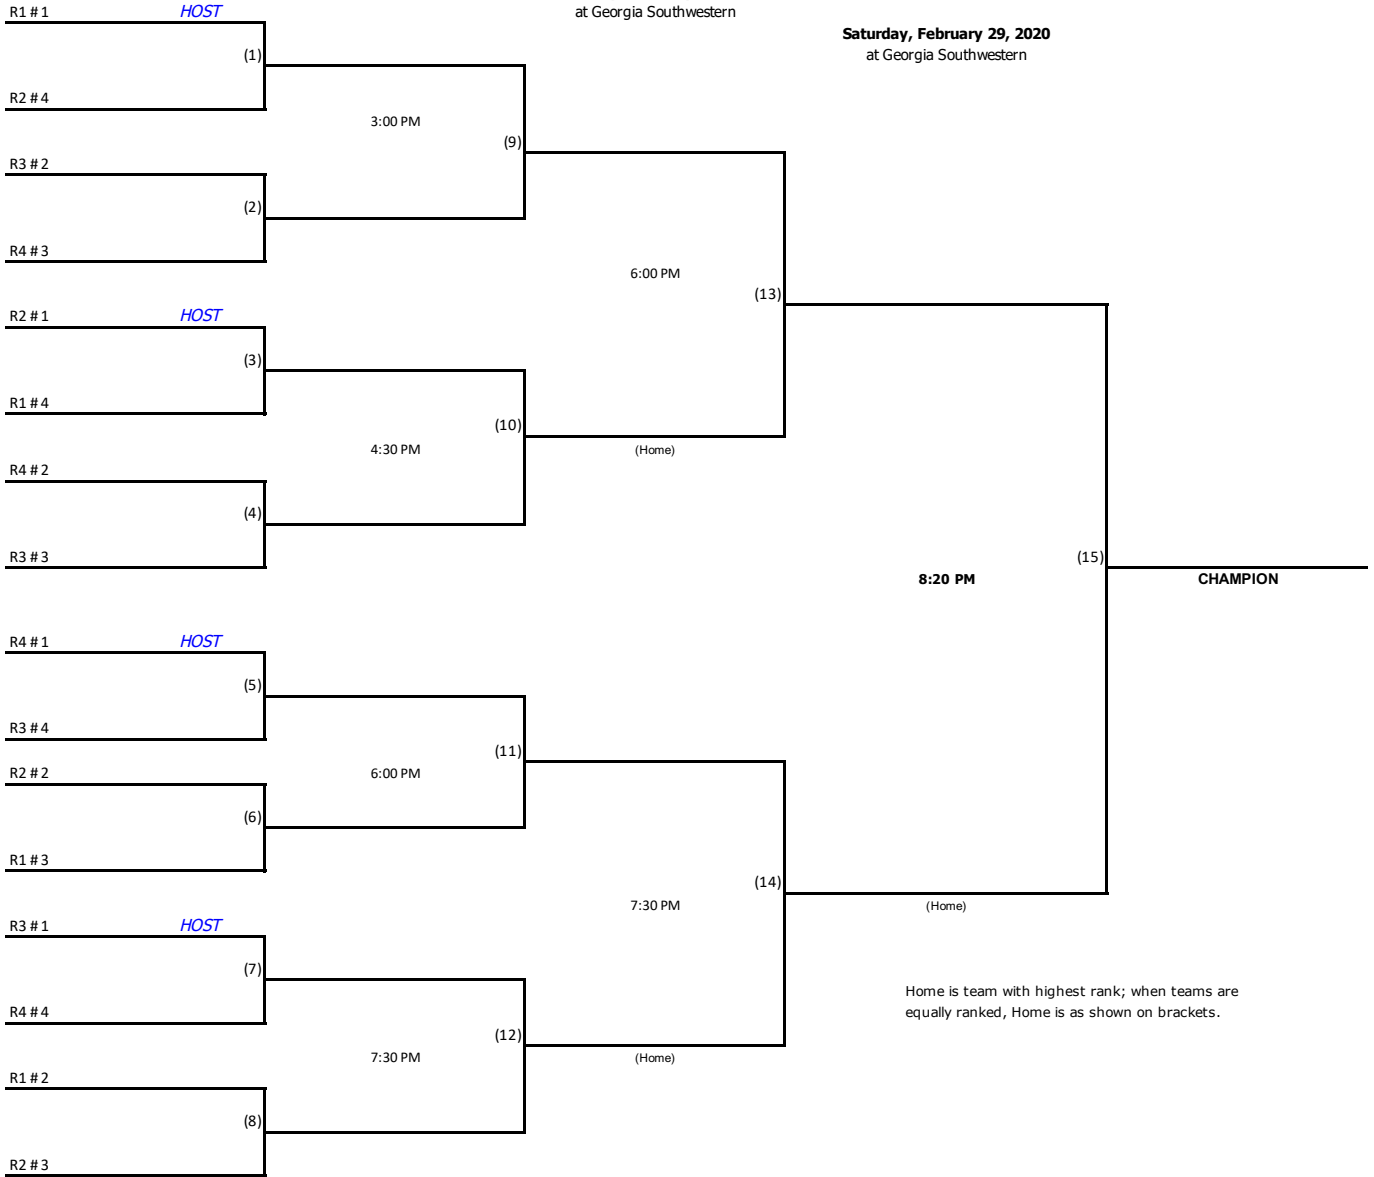 R1 #1 HOST
at Georgia Southwestern
Saturday, February 29, 2020
at Georgia Southwestern
(1)
R2 #4
3:00 PM
(9)
R3 #2
(2)
R4 #3
6:00 PM
(13)
R2 #1 HOST
(3)
R1 #4
(10)
4:30 PM
(Home)
R4 #2
(4)
R3 #3
(15)
8:20 PM
CHAMPION
R4 #1 HOST
(5)
R3 #4
(11)
R2 #2
6:00 PM
(6)
R1 #3
(14)
7:30 PM
(Home)
R3 #1 HOST
(7)
Home is team with highest rank; when teams are
equally ranked, Home is as shown on brackets.
R4 #4
(12)
7:30 PM
(Home)
R1 #2
(8)
R2 #3